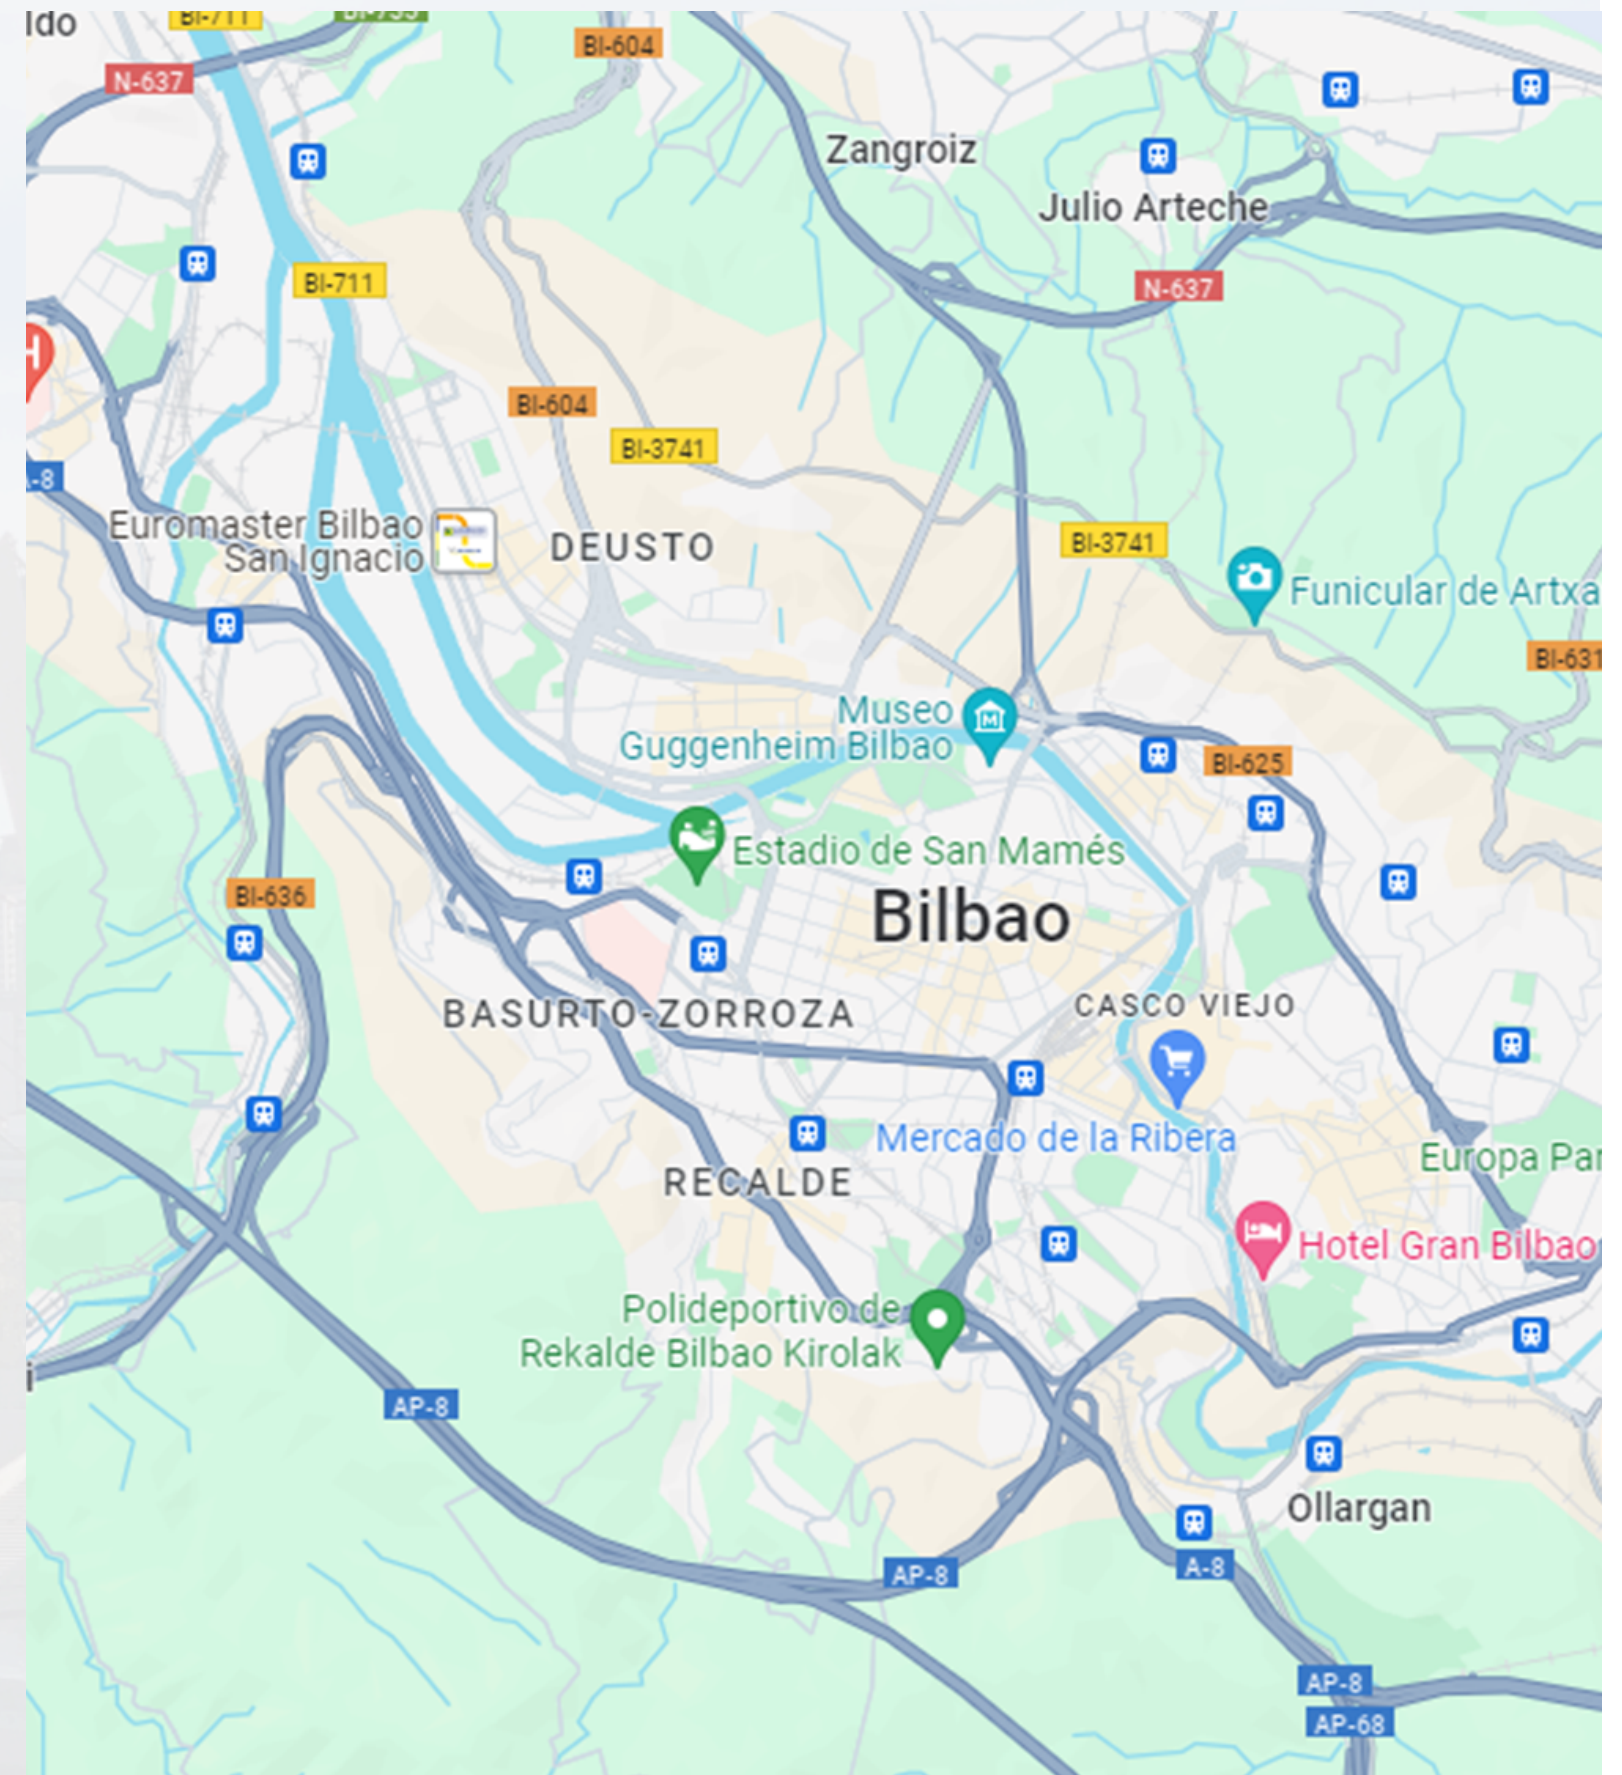 BI-711
BI-604
N-637
Zangroiz
Julio Arteche
BI-711
N-637
BI-604
BI-3741
Euromaster Bilbao
San Ignacio
DEUSTO
BI-3741
Funicular de Artxa
BI-631
Museo
Guggenheim Bilbao
BI-625
Estadio de San Mamés
BI-636
Bilbao
BASURTO-ZORROZA
CASCO VIEJO
Mercado de la Ribera
Europa Par
RECALDE
Hotel Gran Bilbao
Polideportivo de
Rekalde Bilbao Kirolak
AP-8
Ollargan
AP-8
A-8
AP-8
AP-68